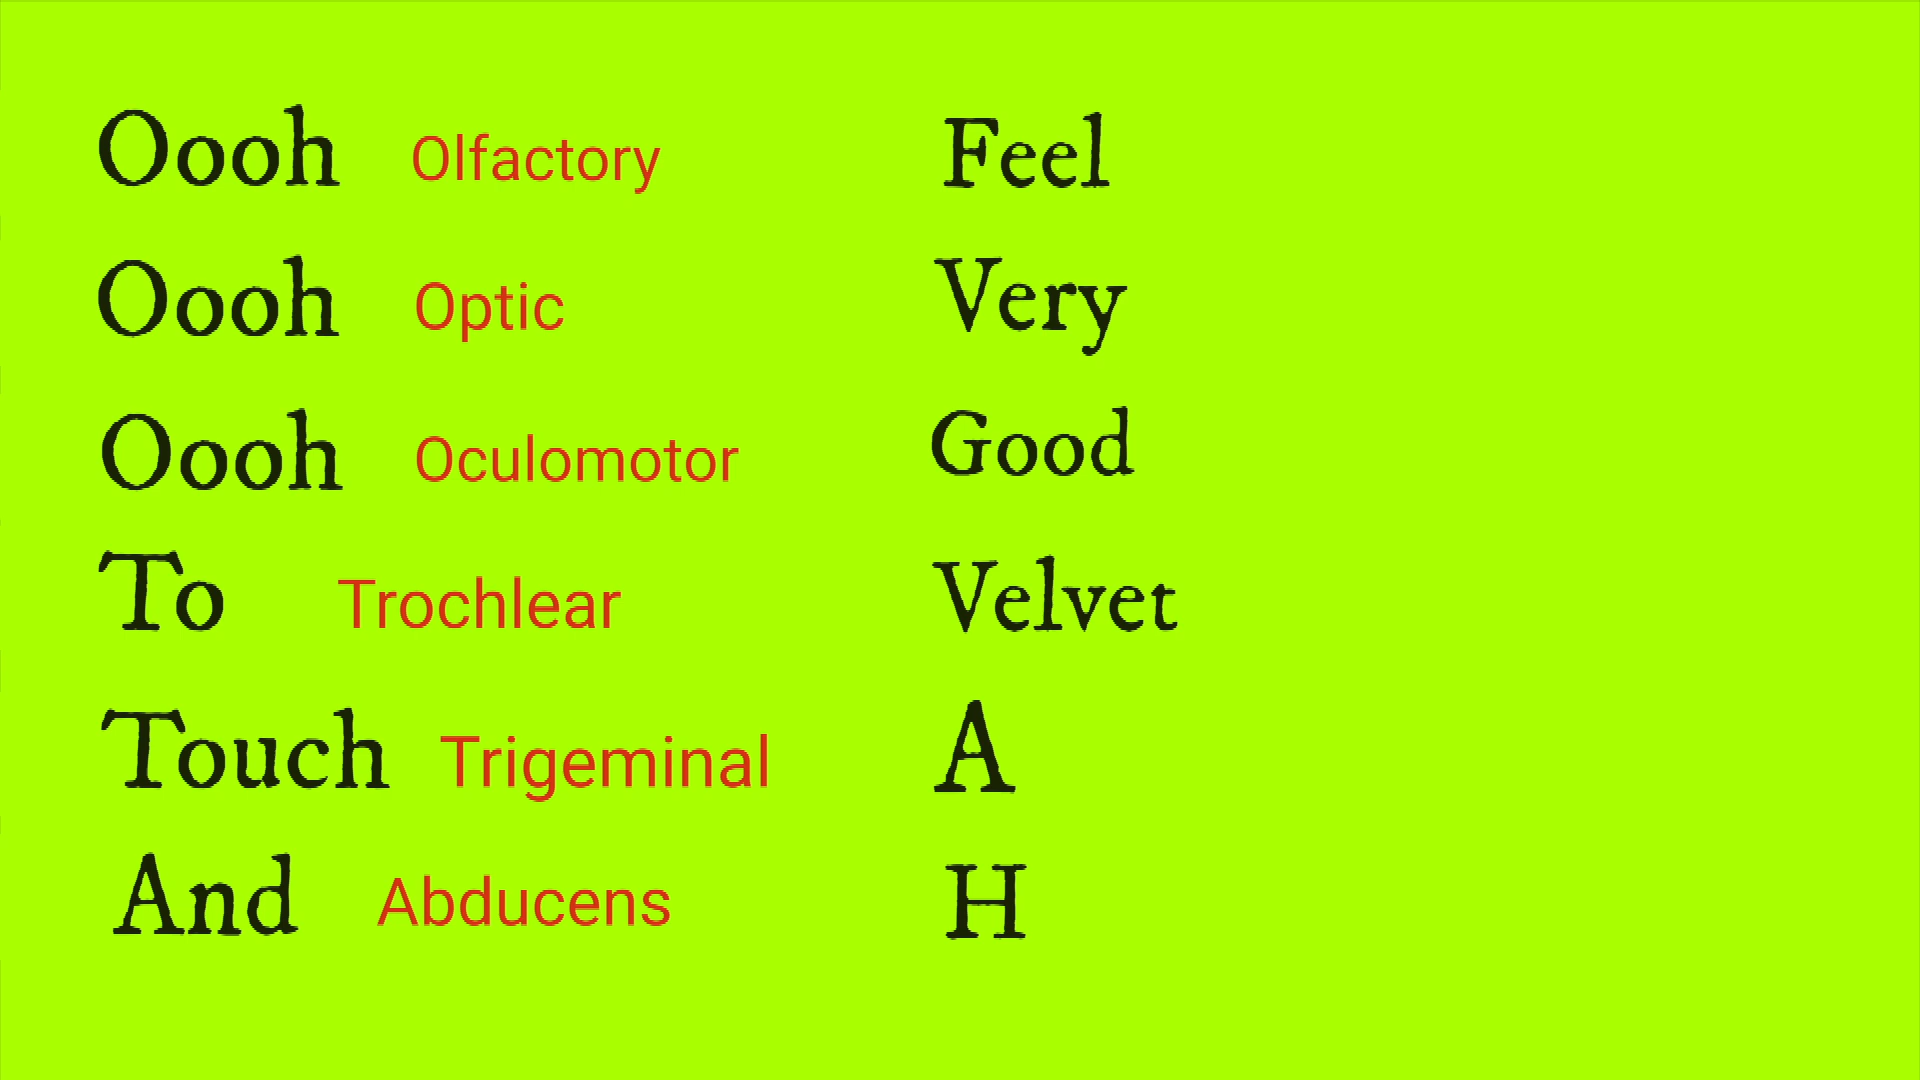 Oooh Olfactory
Oooh Optic
Oooh Oculomotor
To Trochlear
Touch Trigeminal
And Abducens
Feel
Very
Good
Velvet
A
H